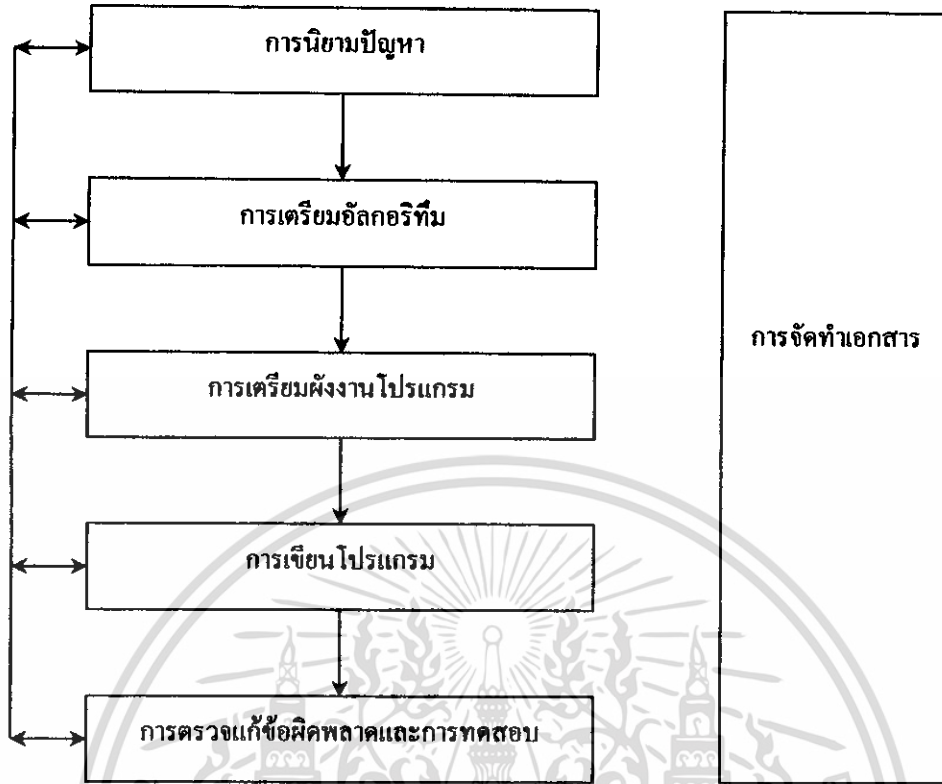 การนิยามปัญหา
การเตรียมอัลกอริทึ่ม
การเตรียมผังงานโปรแกรม
การเขียนโปรแกรม
การตรวจแก้ข้อผิดพลาดและการทดสอบ
การจัดทำเอกสาร